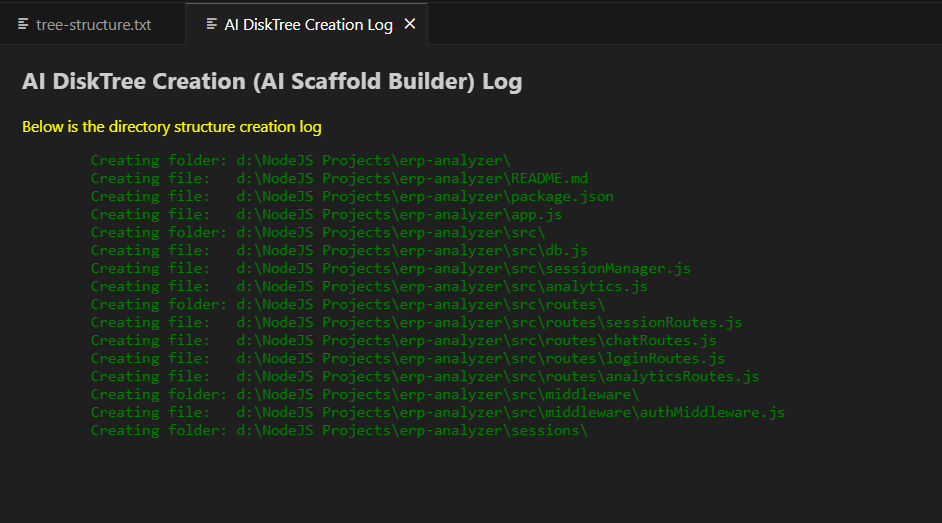 tree-structure.txt
AI DiskTree Creation Log
AI DiskTree Creation (AI Scaffold Builder) Log
Below is the directory structure creation log
Creating folder: d:\NodeJS Projects\erp-analyzer\
Creating file:   d:\NodeJS Projects\erp-analyzer\README.md
Creating file:   d:\NodeJS Projects\erp-analyzer\package.json
Creating file:   d:\NodeJS Projects\erp-analyzer\app.js
Creating folder: d:\NodeJS Projects\erp-analyzer\src\
Creating file:   d:\NodeJS Projects\erp-analyzer\src\db.js
Creating file:   d:\NodeJS Projects\erp-analyzer\src\sessionManager.js
Creating file:   d:\NodeJS Projects\erp-analyzer\src\analytics.js
Creating folder: d:\NodeJS Projects\erp-analyzer\src\routes\
Creating file:   d:\NodeJS Projects\erp-analyzer\src\routes\sessionRoutes.js
Creating file:   d:\NodeJS Projects\erp-analyzer\src\routes\chatRoutes.js
Creating file:   d:\NodeJS Projects\erp-analyzer\src\routes\loginRoutes.js
Creating file:   d:\NodeJS Projects\erp-analyzer\src\routes\analyticsRoutes.js
Creating folder: d:\NodeJS Projects\erp-analyzer\src\middleware\
Creating file:   d:\NodeJS Projects\erp-analyzer\src\middleware\authMiddleware.js
Creating folder: d:\NodeJS Projects\erp-analyzer\sessions\